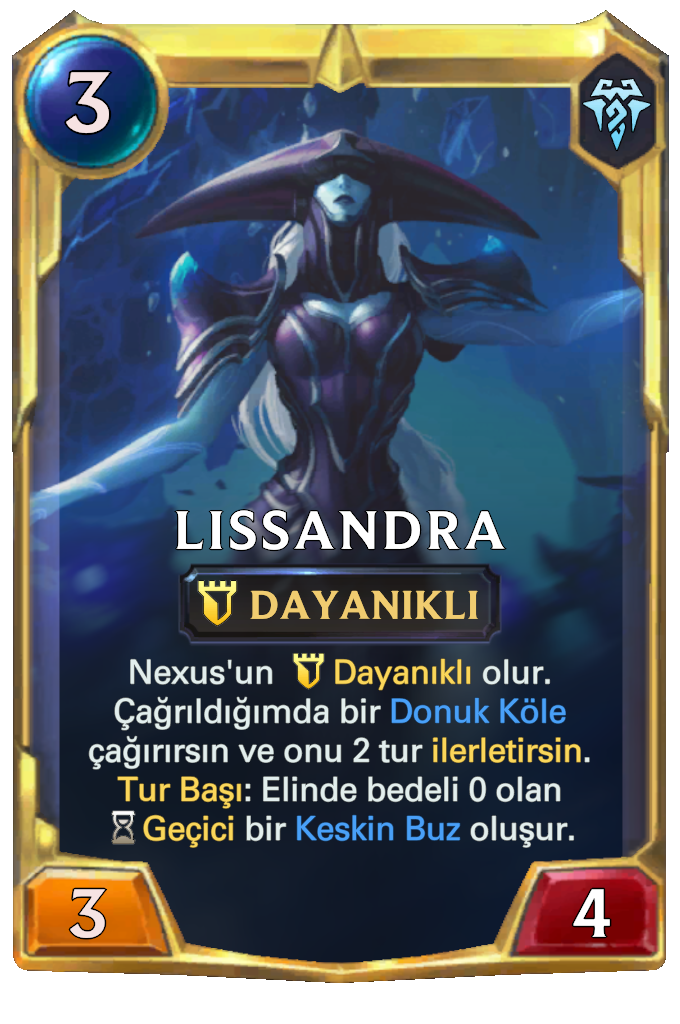 3
LISSANDRA
DAYANIKLI
Nexus'un Dayanıklı olur.
Çağrıldığımda bir Donuk Köle
çağırırsın ve onu 2 tur ilerletirsin.
Tur Başı: Elinde bedeli 0 olan
Geçici bir Keskin Buz oluşur.
3
4